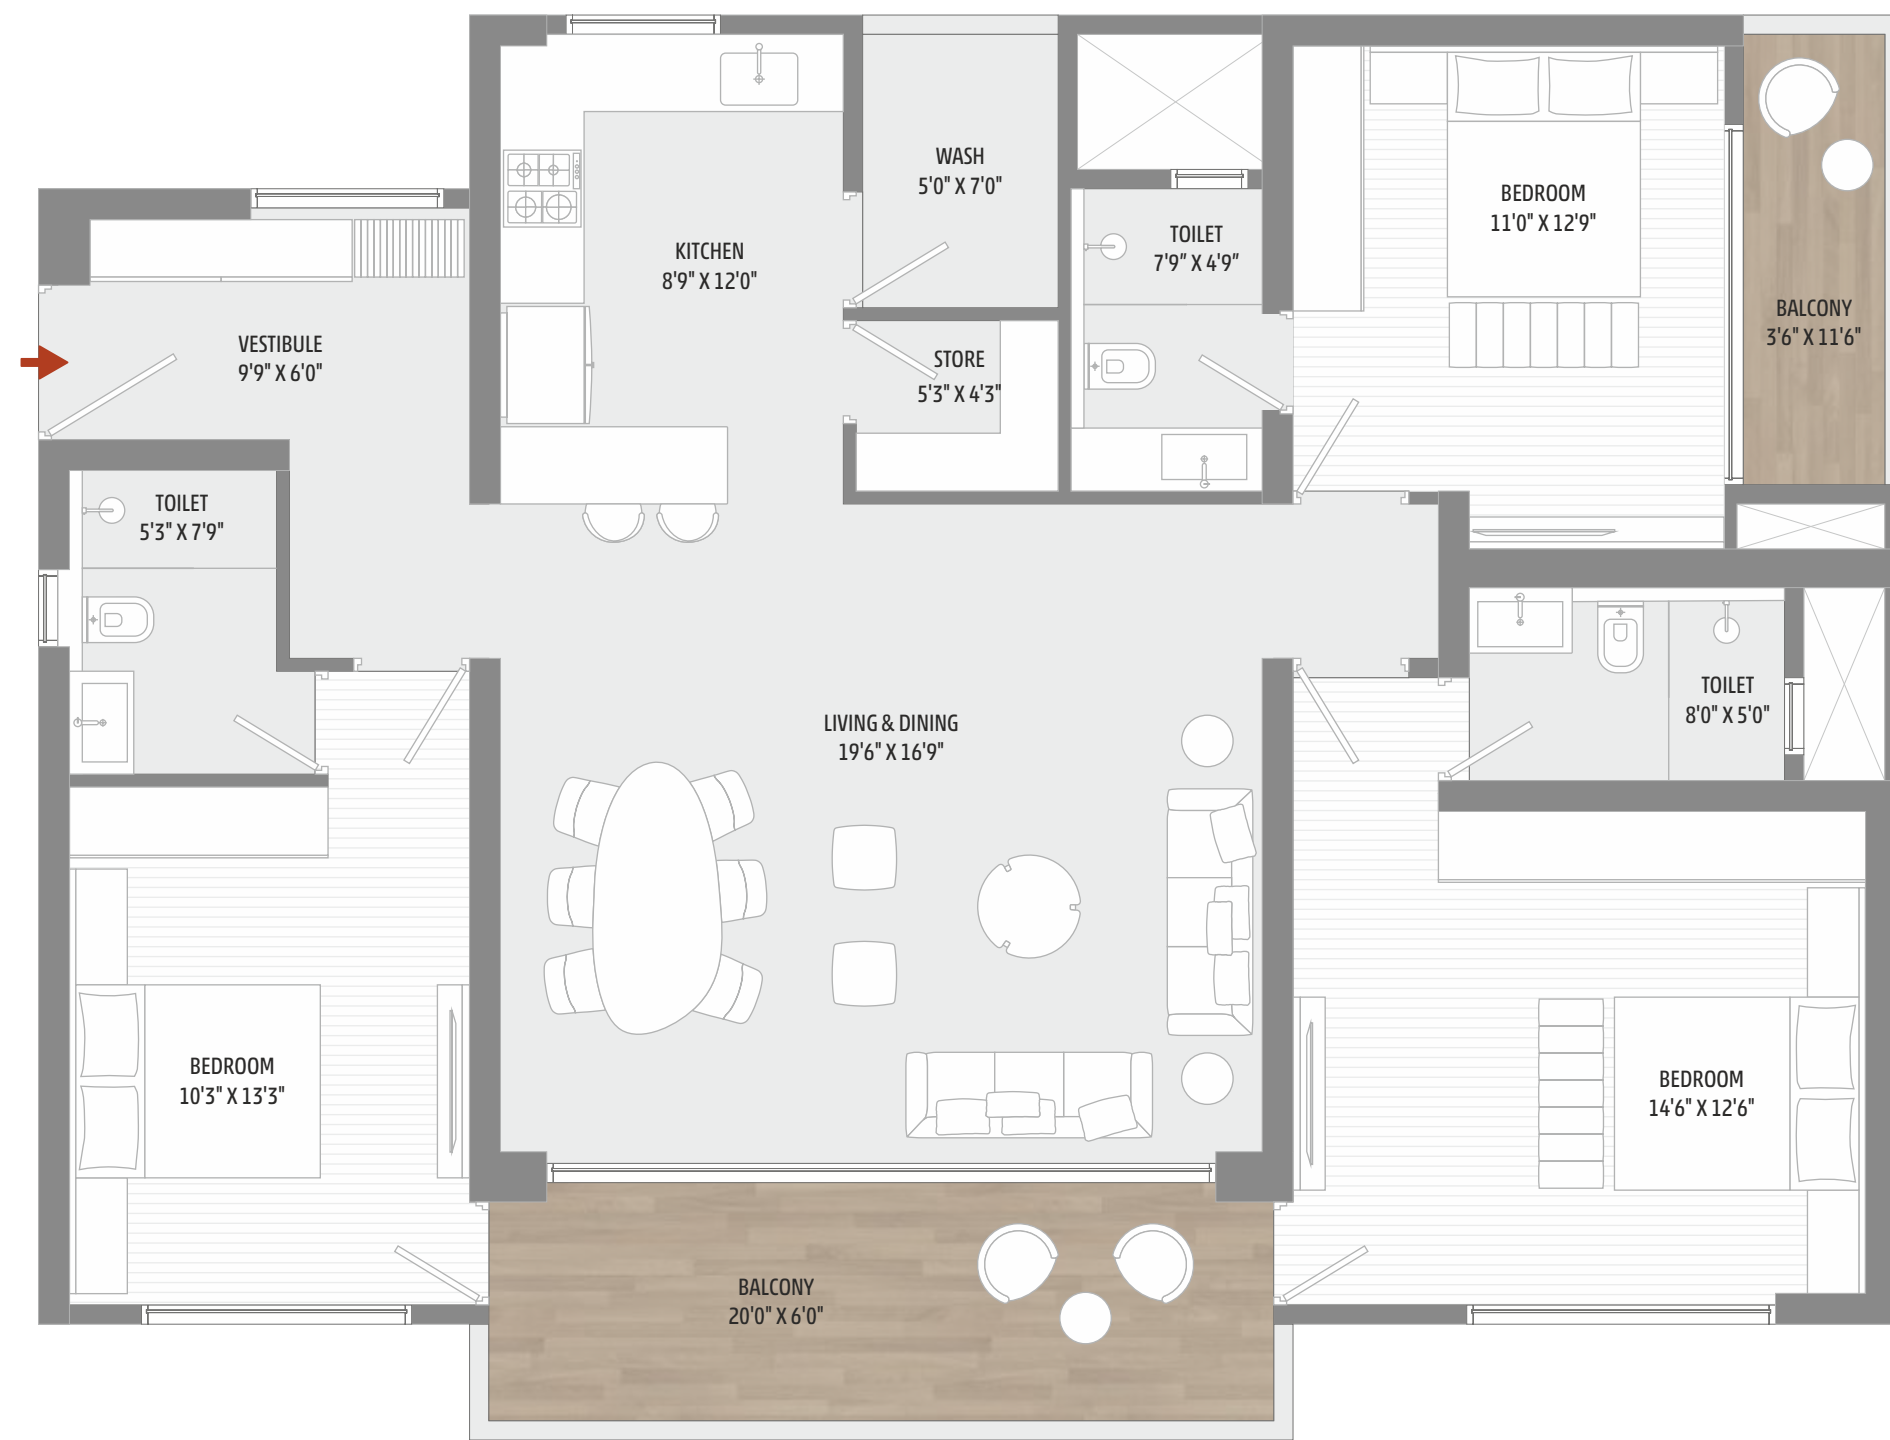 WASH
5'0" X 7'0"
BEDROOM
11'0" X 12'9"
KITCHEN
8'9" X 12'0"
TOILET
7'9" X 4'9"
BALCONY
3'6" X 11'6"
VESTIBULE
9'9" X 6'0"
STORE
5'3" X 4'3"
TOILET
5'3" X 7'9"
TOILET
8'0" X 5'0"
LIVING & DINING
19'6" X 16'9"
BEDROOM
10'3" X 13'3"
BEDROOM
14'6" X 12'6"
BALCONY
20'0" X 6'0"